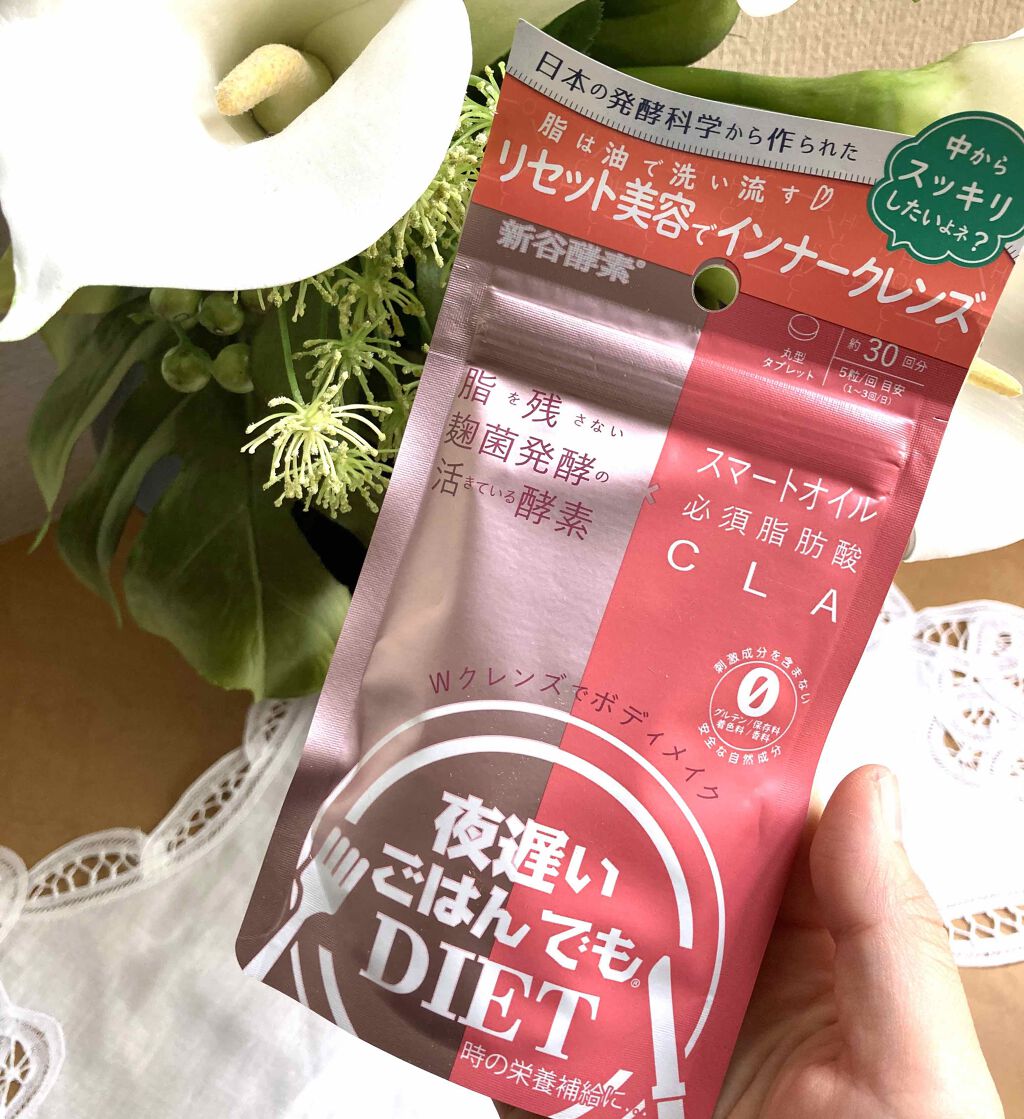 日本の発酵科学から作られた
脂は油で洗い流す♡
リセット美容でインナークレンズ
中から
スッキリ
したいよネ?
新谷酵素®
丸型
タブレット
約30回分
5粒/回 目安
(1~3回/日)
脂を残さない
麹菌発酵の
活きている酵素
×
スマートオイル
必須脂肪酸
CLA
刺激成分を含まない
0
グルテン/保存料
着色料/香料
安全な自然成分
Wクレンズでボディメイク
夜遅い
ごはんでも®
DIET
時の栄養補給に...